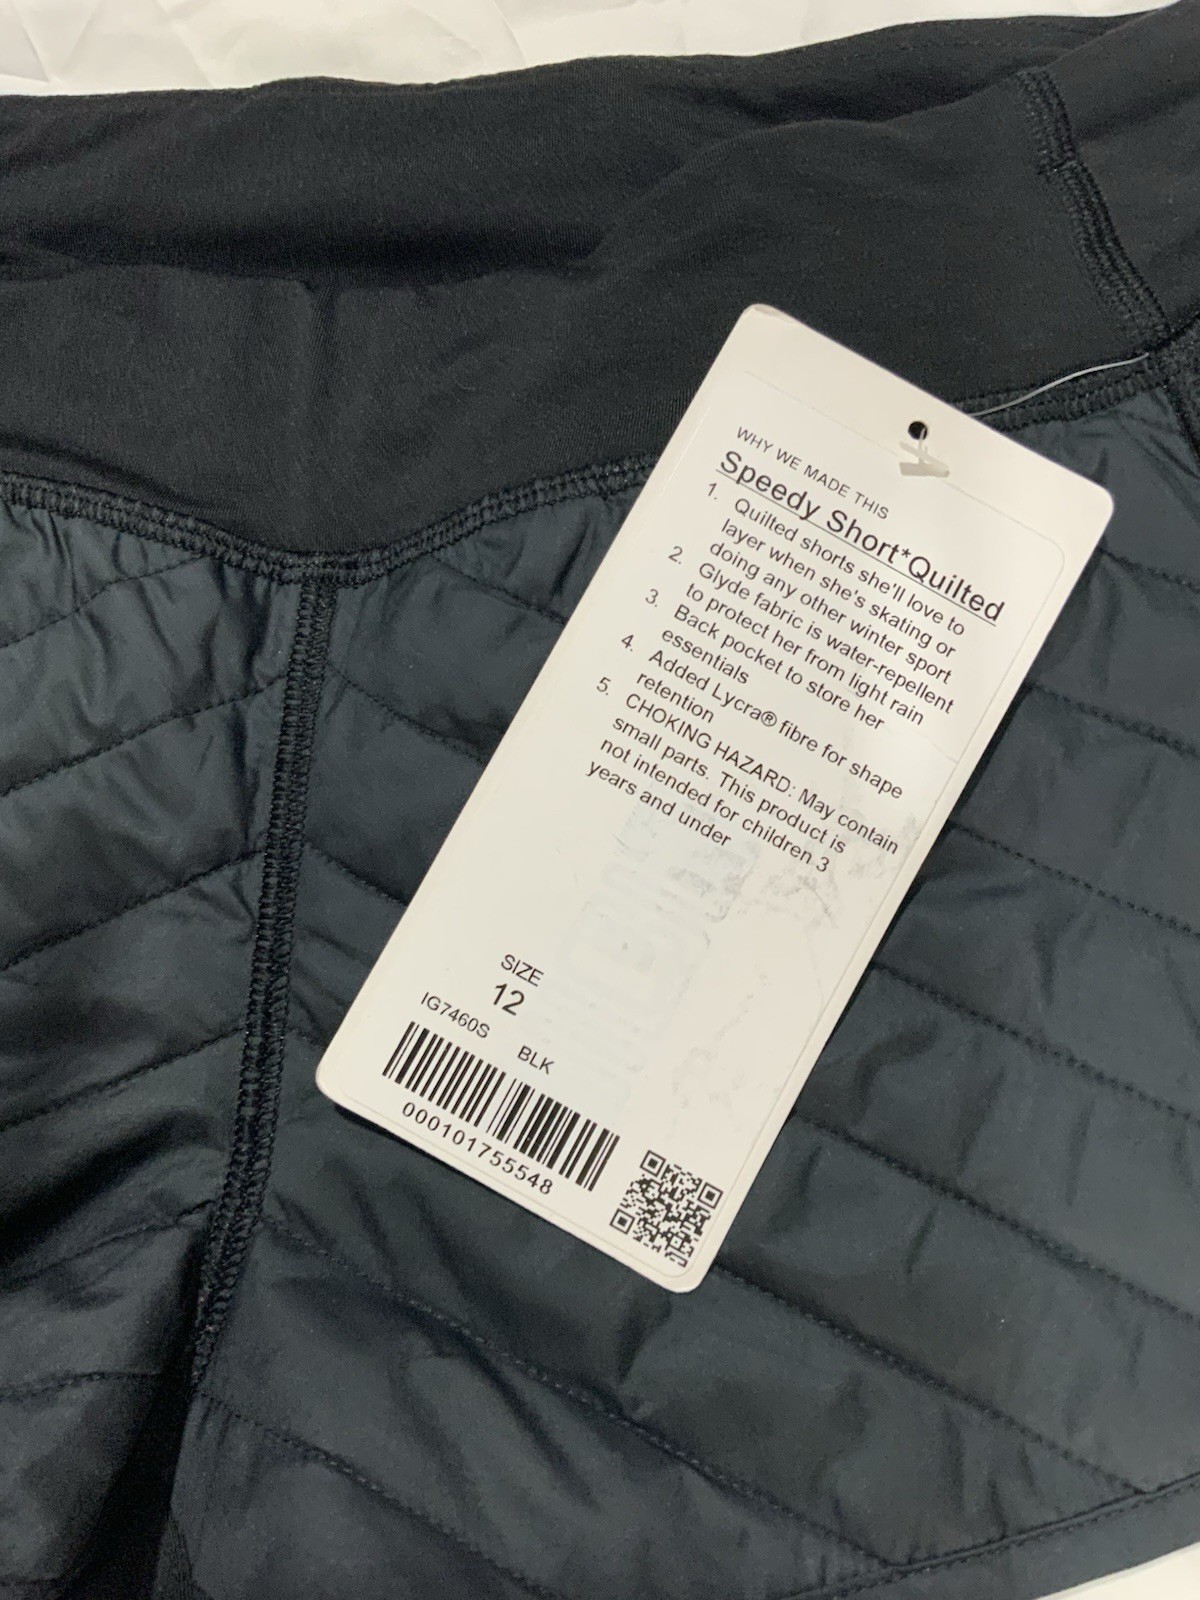 WHY WE MADE THIS
Speedy Short*Quilted
1. Quilted shorts she'll love to
layer when she's skating or
doing any other winter sport
2. Glyde fabric is water-repellent
to protect her from light rain
3. Back pocket to store her
essentials
4. Added Lycra® fibre for shape
retention
5. CHOKING HAZARD: May contain
small parts. This product is
not intended for children 3
years and under
SIZE
12
IG7460S BLK
000101755548